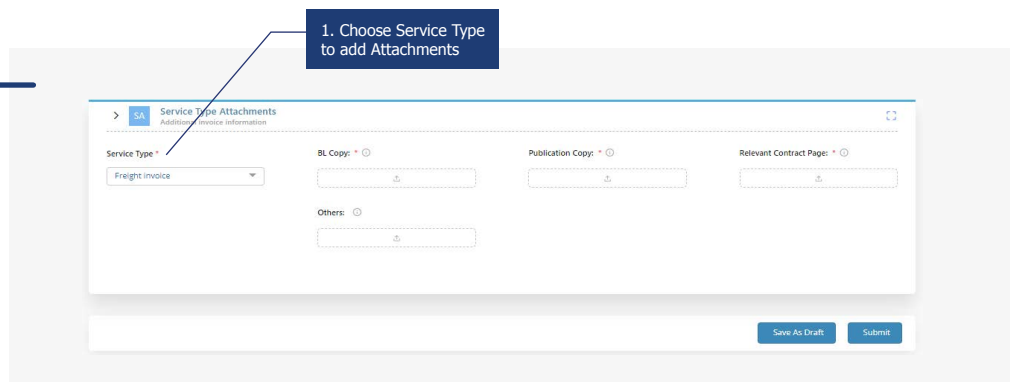 1. Choose Service Type
to add Attachments
SA
Service Type Attachments
Additional invoice information
Service Type *
BL Copy: *
Publication Copy: *
Relevant Contract Page: *
Freight invoice
Others:
Save As Draft
Submit